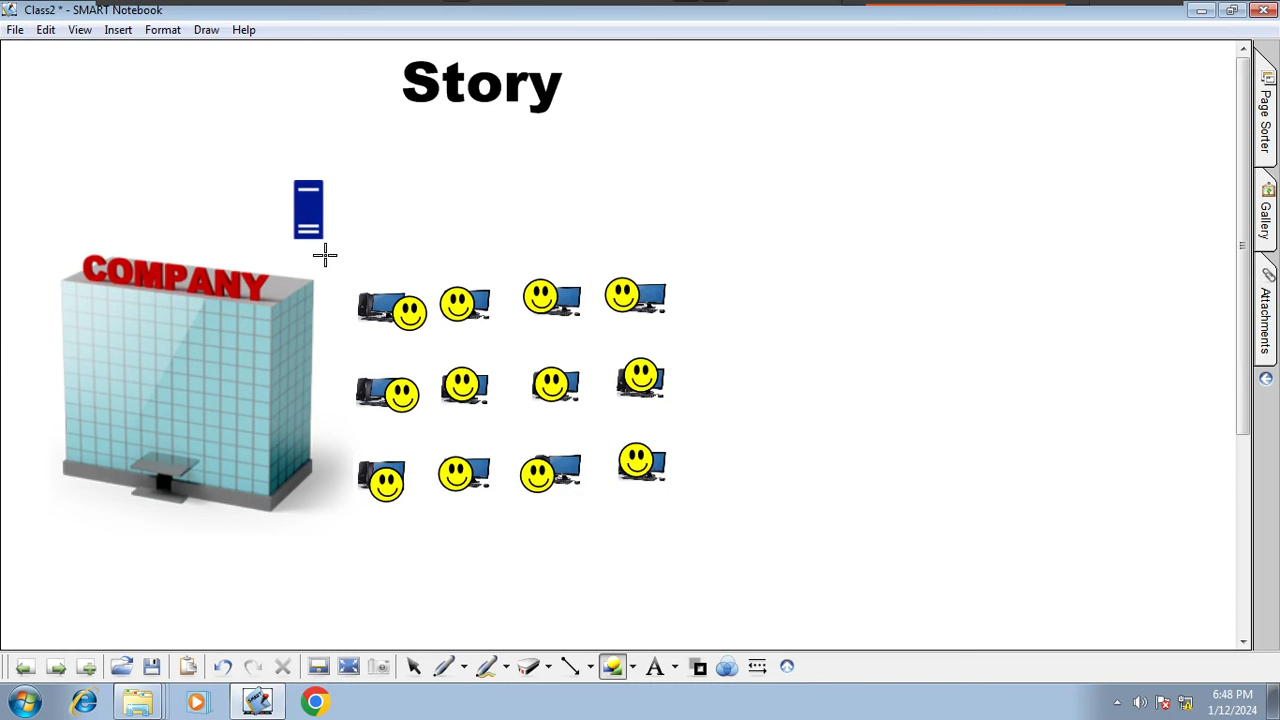 Class2 * - SMART Notebook
File Edit View Insert Format Draw Help
Story
COMPANY
Page Sorter
Gallery
Attachments
A
6:48 PM
1/12/2024